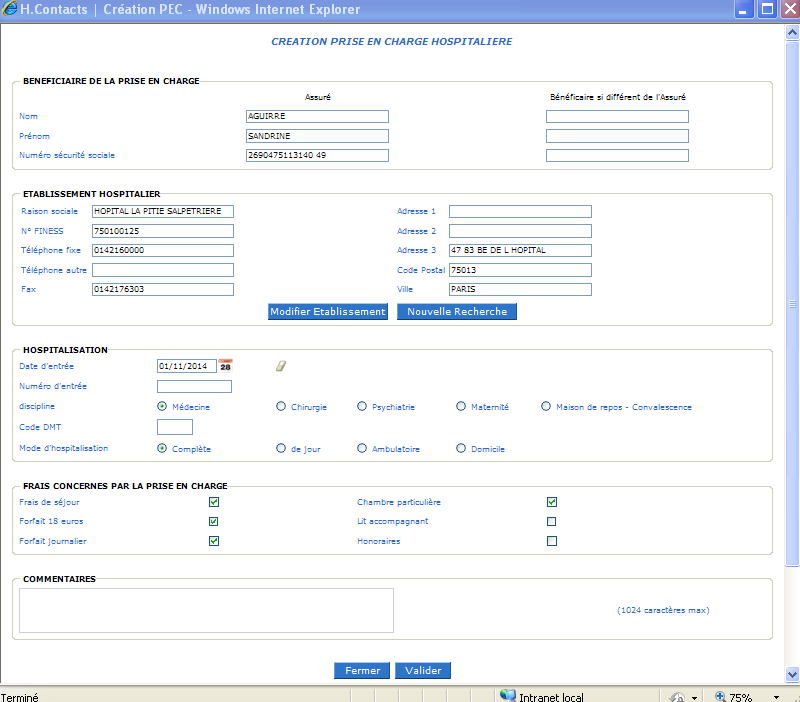 H.Contacts | Création PEC - Windows Internet Explorer
CREATION PRISE EN CHARGE HOSPITALIERE
BENEFICIAIRE DE LA PRISE EN CHARGE
Assuré Bénéficaire si différent de l'Assuré
Nom AGUIRRE
Prénom SANDRINE
Numéro sécurité sociale 2690475113140 49
ETABLISSEMENT HOSPITALIER
Raison sociale HOPITAL LA PITIE SALPETRIERE Adresse 1
N° FINESS 750100125 Adresse 2
Téléphone fixe 0142160000 Adresse 3 47 83 BE DE L HOPITAL
Téléphone autre Code Postal 75013
Fax 0142176303 Ville PARIS
Modifier Etablissement Nouvelle Recherche
HOSPITALISATION
Date d'entrée 01/11/2014 28
Numéro d'entrée
discipline Médecine Chirurgie Psychiatrie Maternité Maison de repos - Convalescence
Code DMT
Mode d'hospitalisation Complète de jour Ambulatoire Domicile
FRAIS CONCERNES PAR LA PRISE EN CHARGE
Frais de séjour Chambre particulière
Forfait 18 euros Lit accompagnant
Forfait journalier Honoraires
COMMENTAIRES
(1024 caractères max)
Fermer Valider
Terminé Intranet local 75%